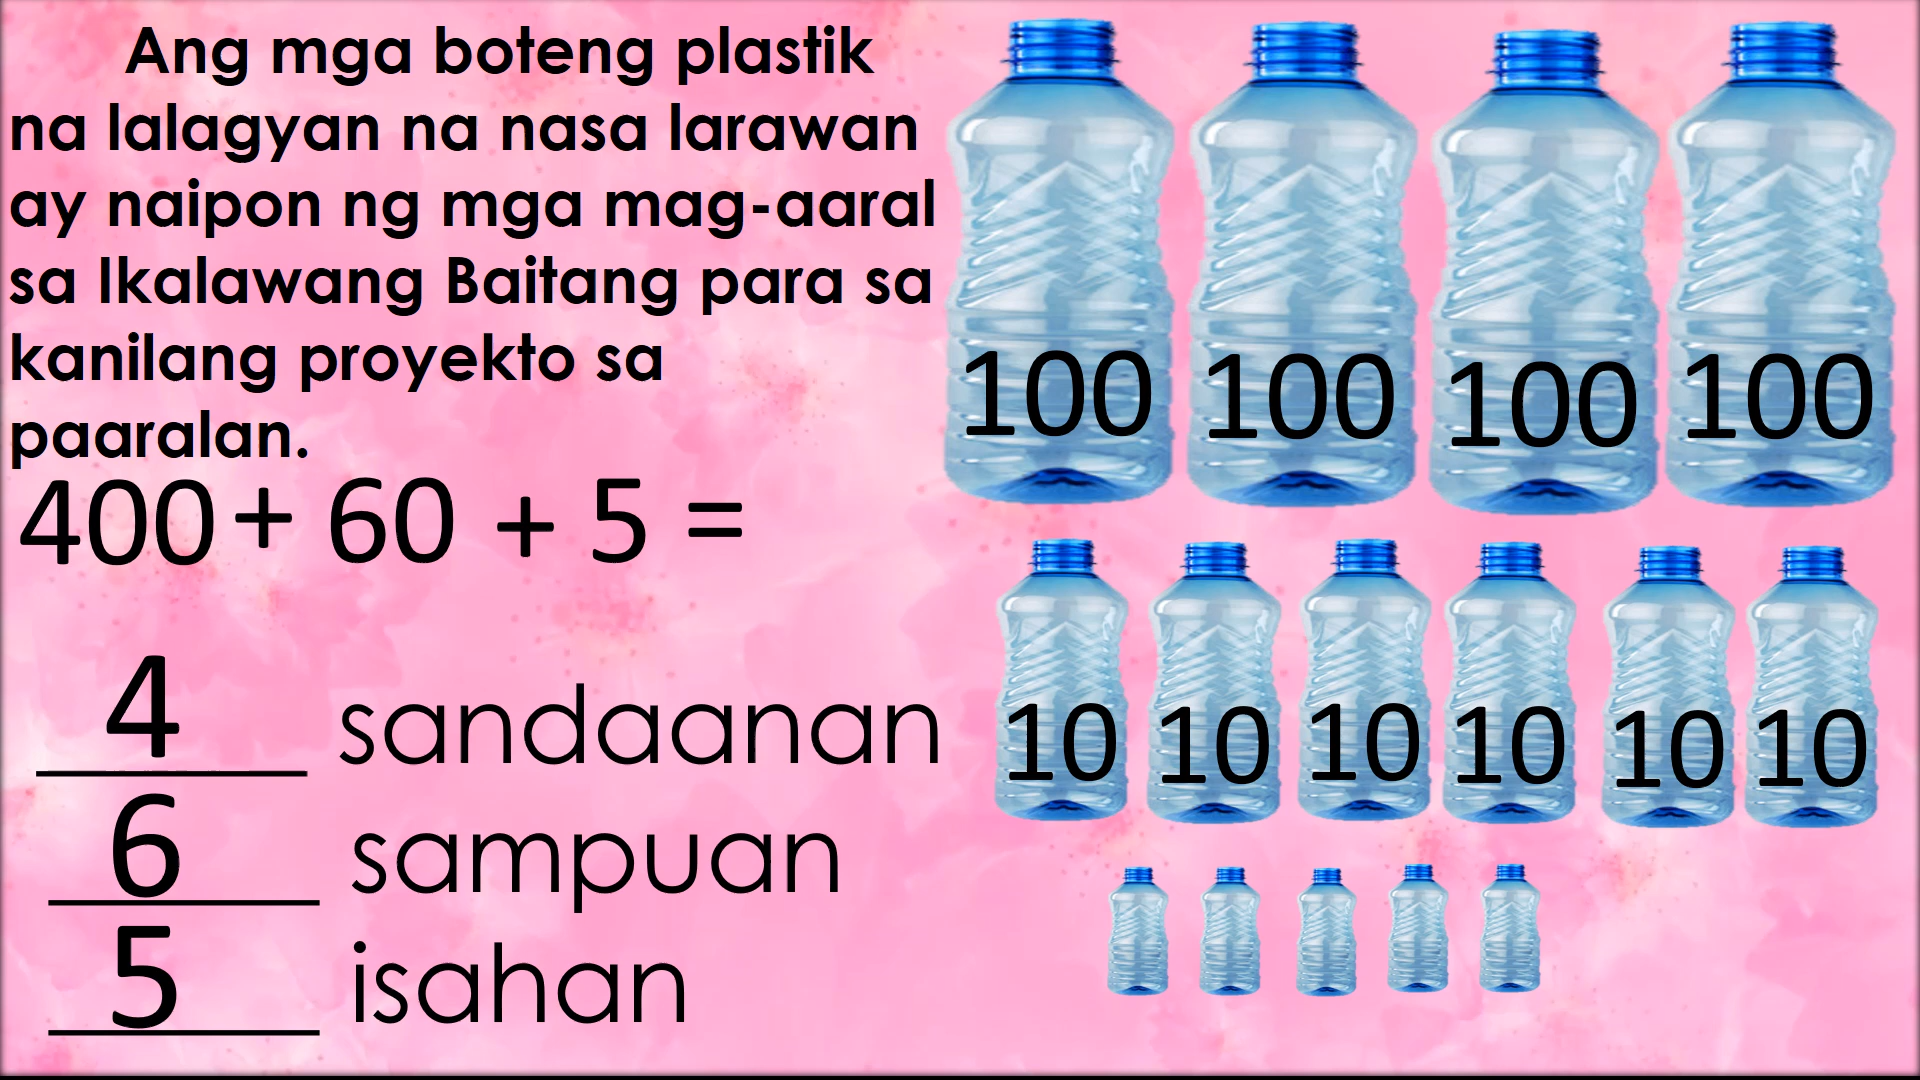 Ang mga boteng plastik
na lalagyan na nasa larawan
ay naipon ng mga mag-aaral
sa Ikalawang Baitang para sa
kanilang proyekto sa
paaralan.
400 + 60 + 5 =
4 sandaanan
6 sampuan
5 isahan
100 100 100 100
10 10 10 10 10 10